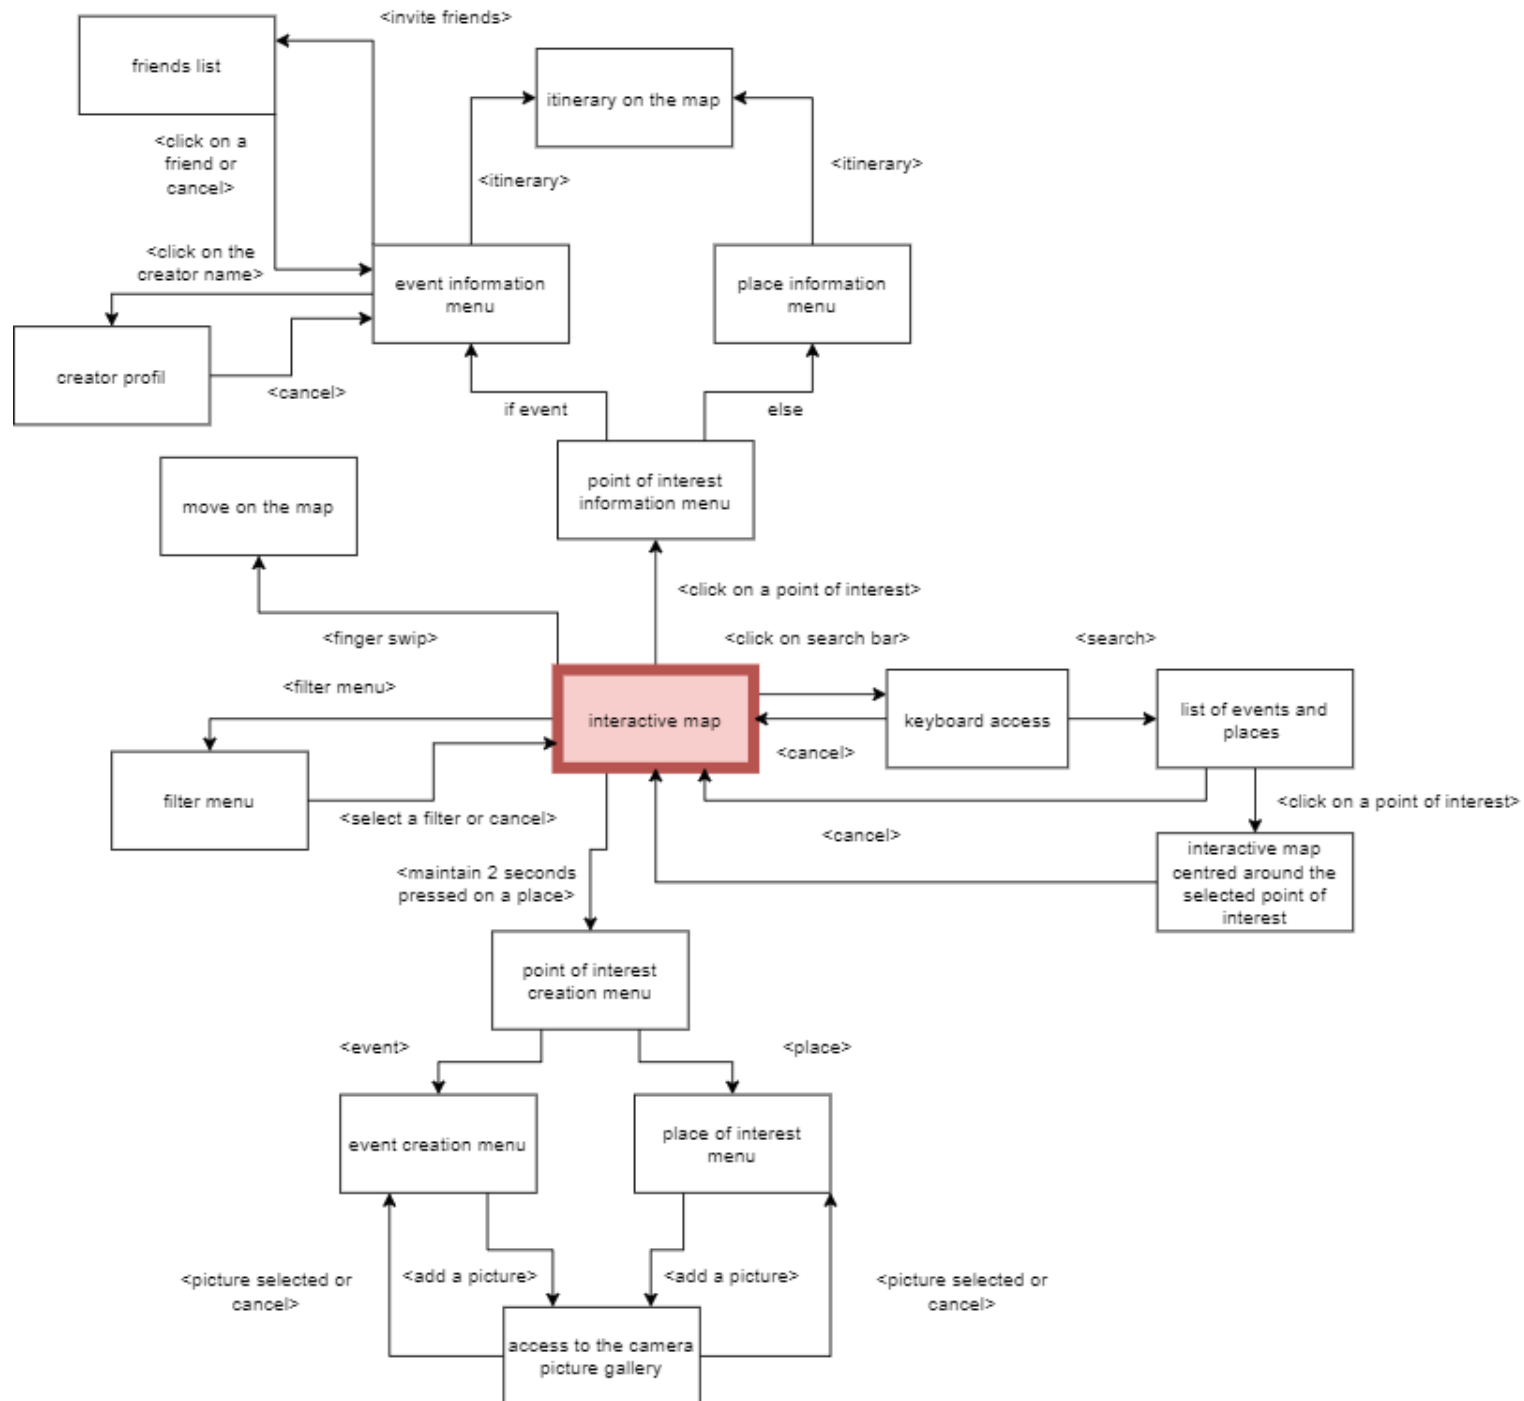 <invite friends>
friends list
itinerary on the map
<click on a
friend or
cancel>
<itinerary>
<itinerary>
<click on the
creator name>
event information
menu
place information
menu
creator profil
<cancel>
if event
else
point of interest
information menu
move on the map
<click on a point of interest>
<finger swip>
<click on search bar>
<search>
<filter menu>
interactive map
keyboard access
list of events and
places
<cancel>
filter menu
<select a filter or cancel>
<click on a point of interest>
<cancel>
interactive map
centred around the
selected point of
interest
<maintain 2 seconds
pressed on a place>
point of interest
creation menu
<event>
<place>
event creation menu
place of interest
menu
<picture selected or
cancel>
<add a picture>
<add a picture>
<picture selected or
cancel>
access to the camera
picture gallery